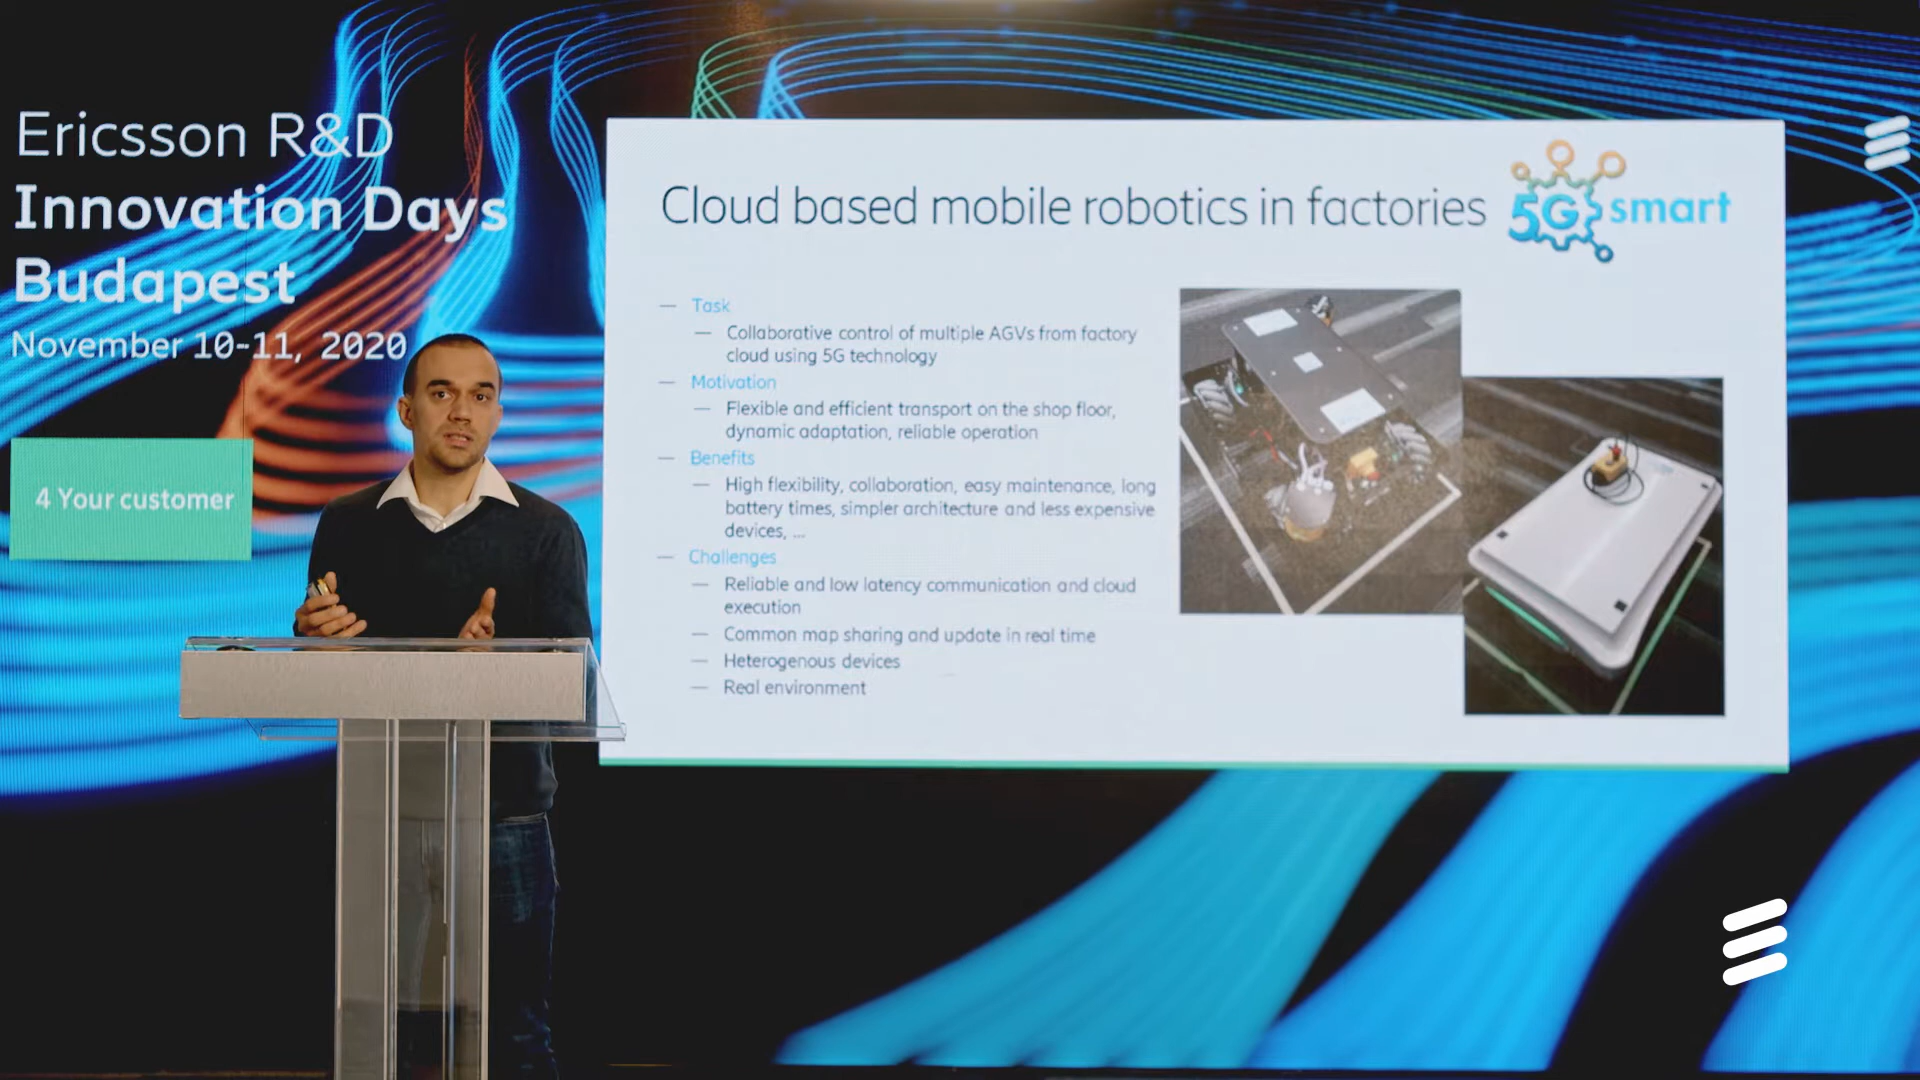 Ericsson R&D
Innovation Days
Budapest
November 10-11, 2020
4 Your customer
Cloud based mobile robotics in factories
5G smart
— Task
— Collaborative control of multiple AGVs from factory
cloud using 5G technology
— Motivation
— Flexible and efficient transport on the shop floor,
dynamic adaptation, reliable operation
— Benefits
— High flexibility, collaboration, easy maintenance, long
battery times, simpler architecture and less expensive
devices, ...
— Challenges
— Reliable and low latency communication and cloud
execution
— Common map sharing and update in real time
— Heterogenous devices
— Real environment